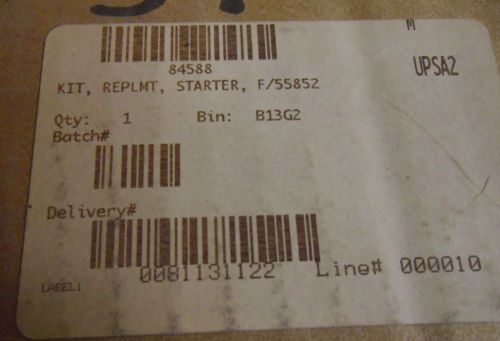 M
84588
UPSA2
KIT, REPLMT, STARTER, F/55852
Qty: 1 Bin: B13G2
Batch#
Delivery#
0081131122 Line# 000010
LABEL1